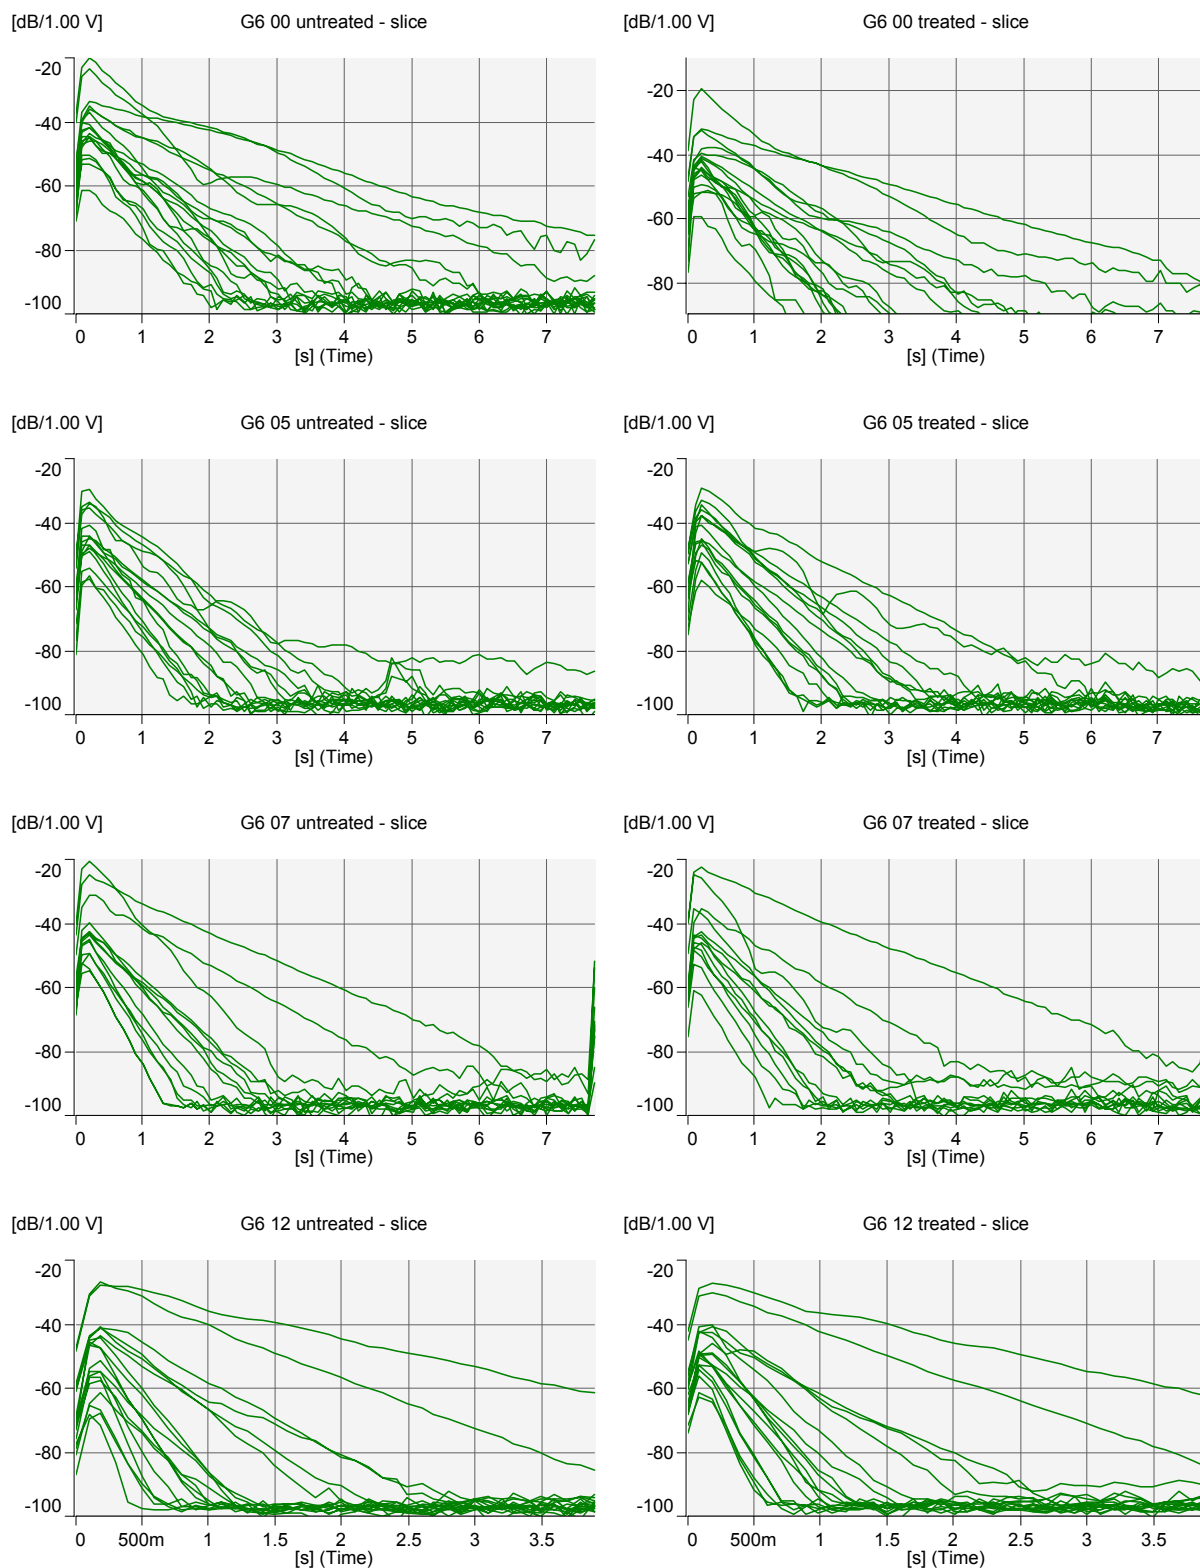 [dB/1.00 V] G6 00 untreated - slice
-20
-40
-60
-80
-100
0 1 2 3 4 5 6 7
[s] (Time)
[dB/1.00 V] G6 00 treated - slice
-20
-40
-60
-80
0 1 2 3 4 5 6 7
[s] (Time)
[dB/1.00 V] G6 05 untreated - slice
-20
-40
-60
-80
-100
0 1 2 3 4 5 6 7
[s] (Time)
[dB/1.00 V] G6 05 treated - slice
-20
-40
-60
-80
-100
0 1 2 3 4 5 6 7
[s] (Time)
[dB/1.00 V] G6 07 untreated - slice
-20
-40
-60
-80
-100
0 1 2 3 4 5 6 7
[s] (Time)
[dB/1.00 V] G6 07 treated - slice
-20
-40
-60
-80
-100
0 1 2 3 4 5 6 7
[s] (Time)
[dB/1.00 V] G6 12 untreated - slice
-20
-40
-60
-80
-100
0 500m 1 1.5 2 2.5 3 3.5
[s] (Time)
[dB/1.00 V] G6 12 treated - slice
-20
-40
-60
-80
-100
0 500m 1 1.5 2 2.5 3 3.5
[s] (Time)